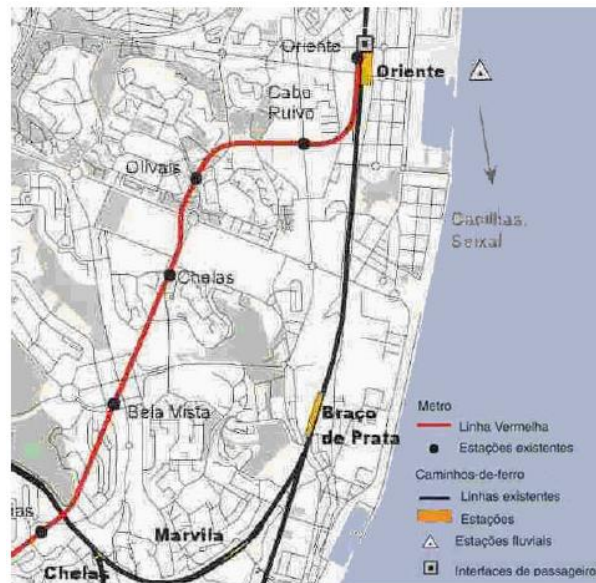 Oriente
Oriente
Cabo
Ruivo
Olivais
Cacilhas,
Seixal
Chelas
Bela Vista
Braço
de Prata
Marvila
Chelas
Metro
Linha Vermelha
Estações existentes
Caminhos-de-ferro
Linhas existentes
Estações
Estações fluviais
Interfaces de passageiro